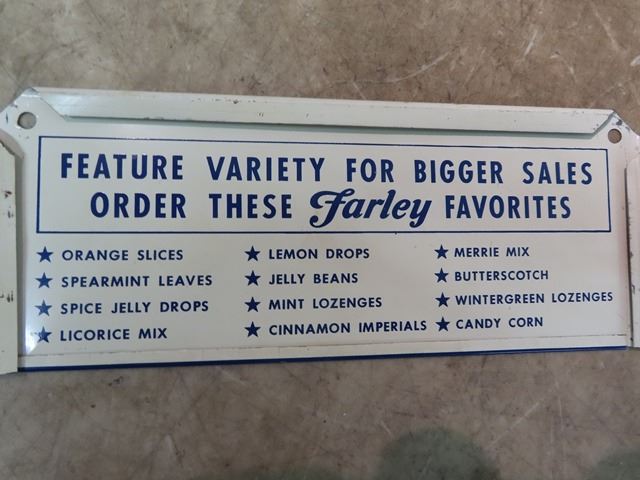 FEATURE VARIETY FOR BIGGER SALES
ORDER THESE Farley FAVORITES
★ ORANGE SLICES
★ SPEARMINT LEAVES
★ SPICE JELLY DROPS
★ LICORICE MIX
★ LEMON DROPS
★ JELLY BEANS
★ MINT LOZENGES
★ CINNAMON IMPERIALS
★ MERRIE MIX
★ BUTTERSCOTCH
★ WINTERGREEN LOZENGES
★ CANDY CORN